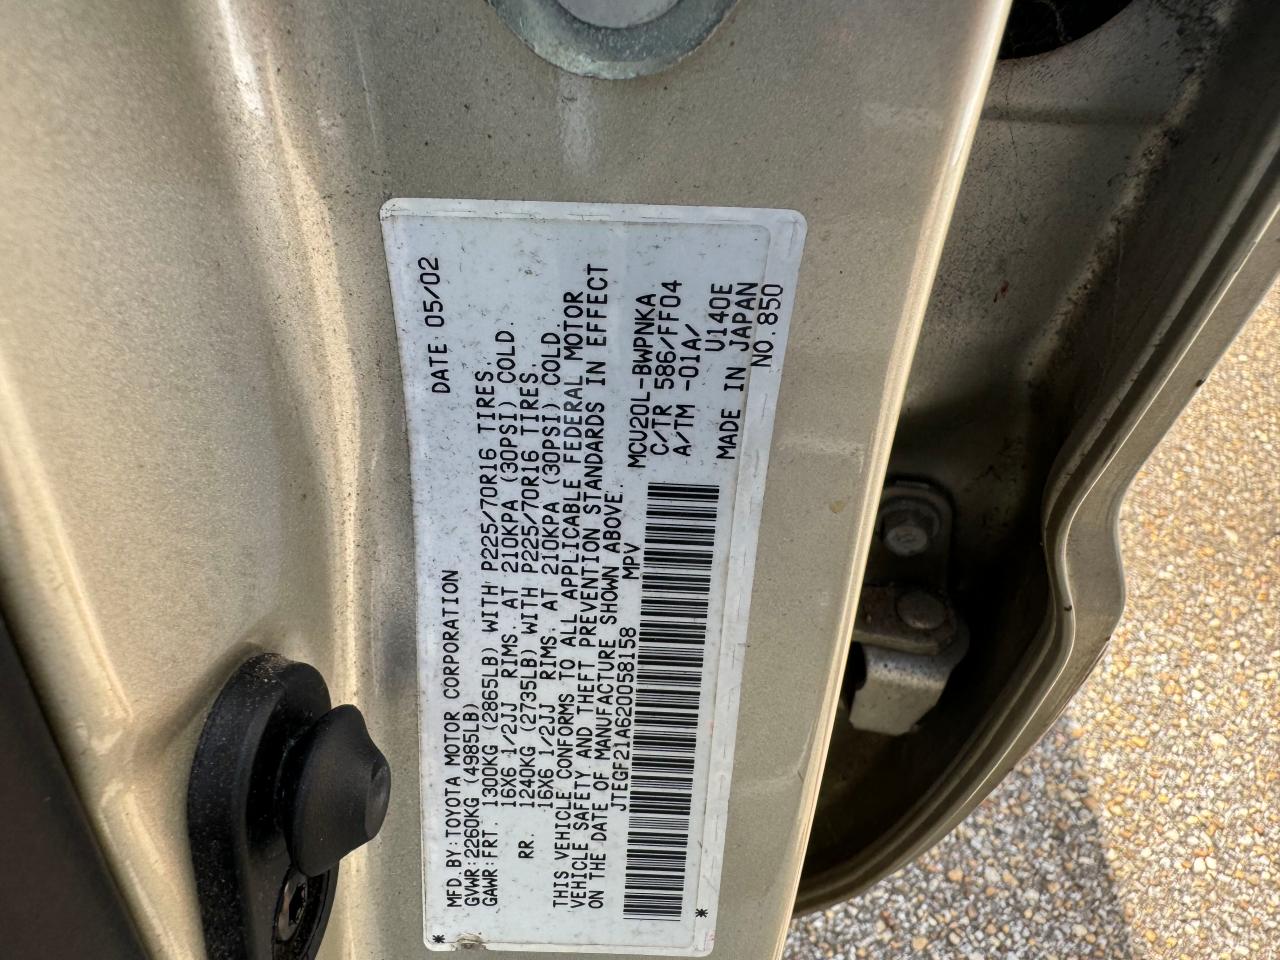 MFD.BY:TOYOTA MOTOR CORPORATION DATE: 05/02
GVWR:2260KG (4985LB)
GAWR:FRT. 1300KG (2865LB) WITH P225/70R16 TIRES.
16X6 1/2JJ RIMS.AT 210KPA (30PSI) COLD.
RR. 1240KG (2735LB) WITH P225/70R16 TIRES.
16X6 1/2JJ RIMS.AT 210KPA (30PSI) COLD.
THIS VEHICLE CONFORMS TO ALL APPLICABLE FEDERAL MOTOR
VEHICLE SAFETY AND THEFT PREVENTION STANDARDS IN EFFECT
ON THE DATE OF MANUFACTURE SHOWN ABOVE.
JTEGF21A620058158 MPV
MCU20L-BWPNKA
C/TR 586/FF04
A/TM -01A/
U140E
MADE IN JAPAN
NO.850
* *